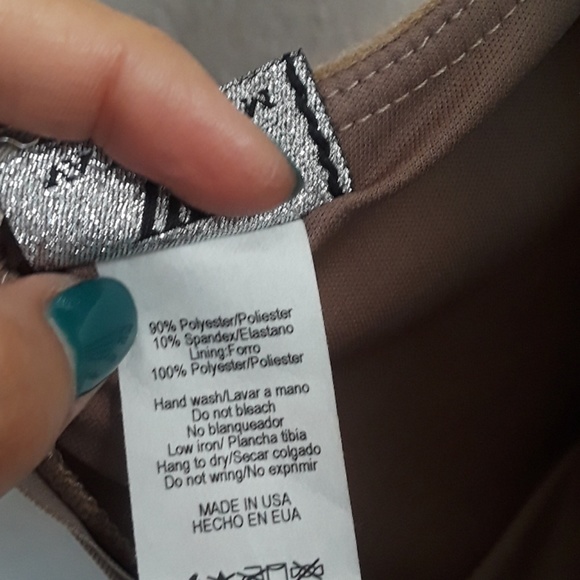 90% Polyester/Poliester
10% Spandex/Elastano
Lining:Forro
100% Polyester/Poliester
Hand wash/Lavar a mano
Do not bleach
No blanqueador
Low iron/ Plancha tibia
Hang to dry/Secar colgado
Do not wring/No exprimir
MADE IN USA
HECHO EN EUA